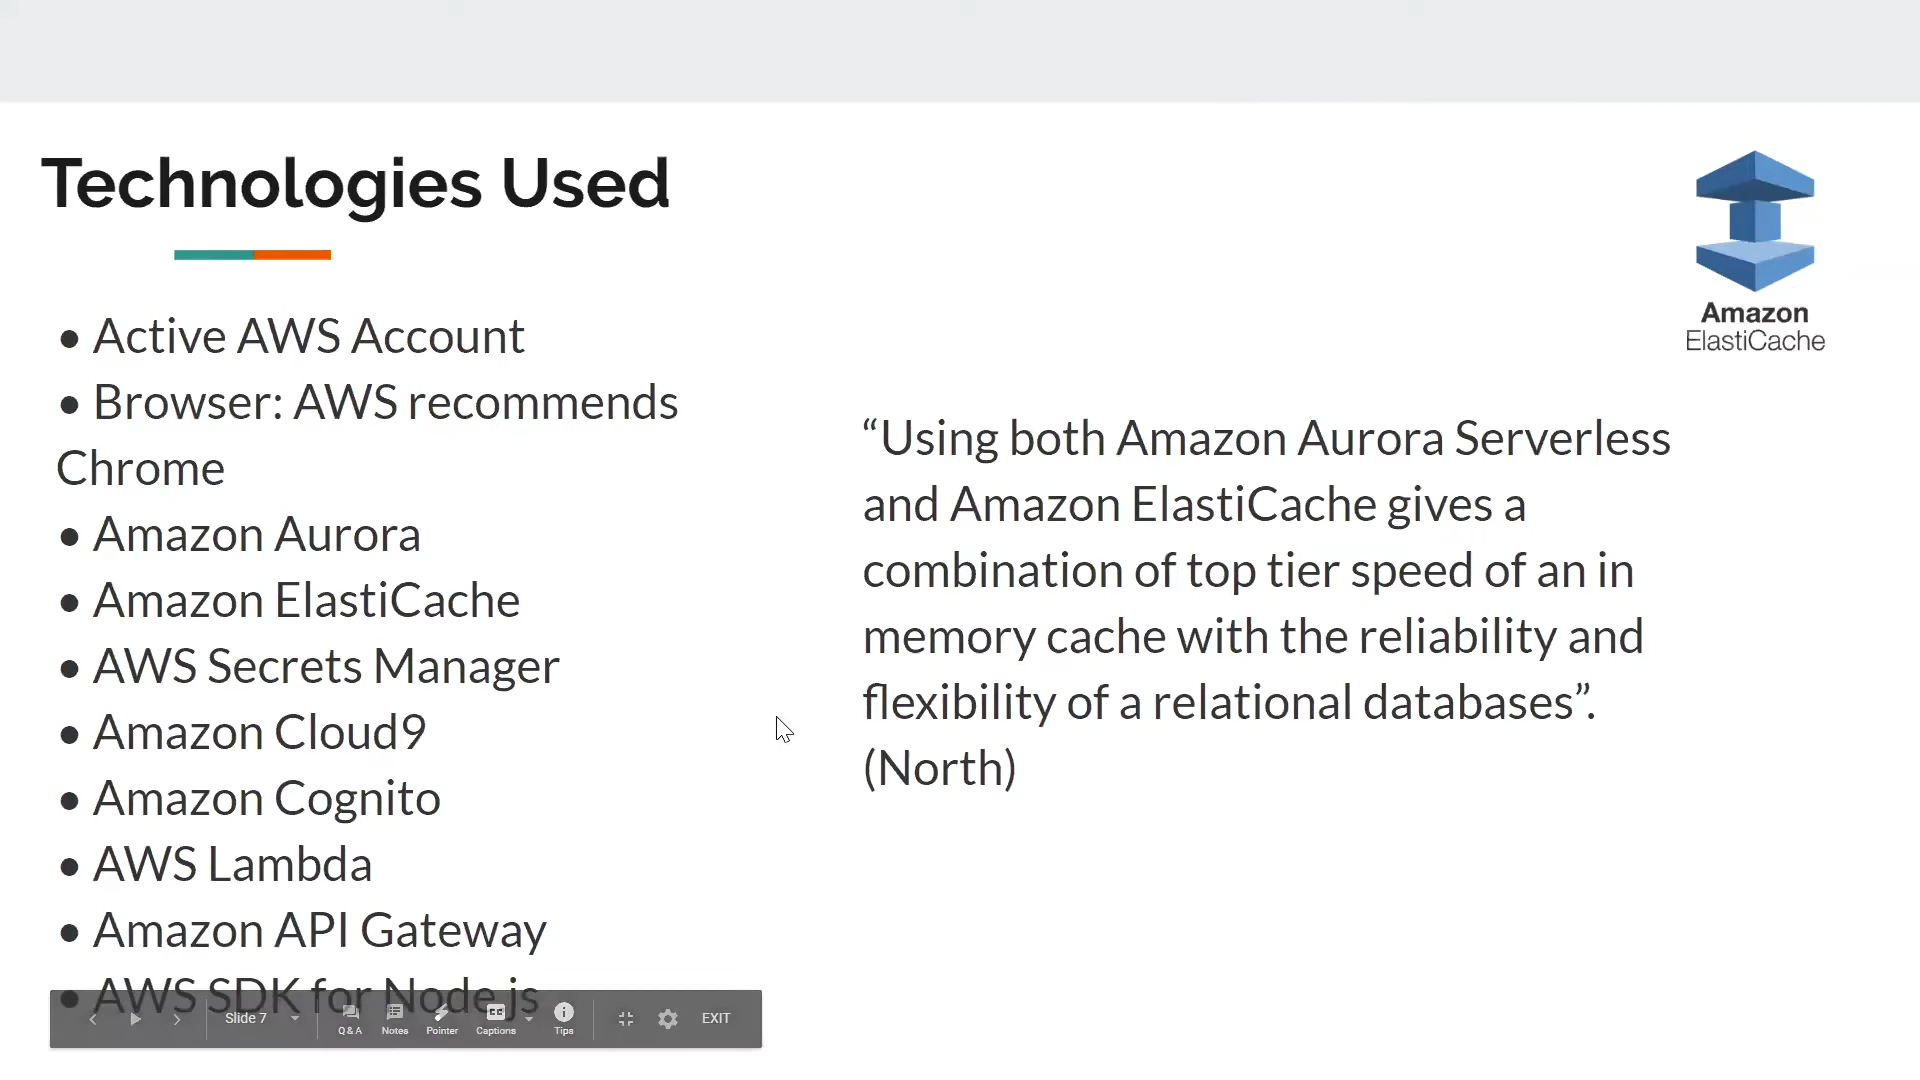 Technologies Used
• Active AWS Account
• Browser: AWS recommends
Chrome
• Amazon Aurora
• Amazon ElastiCache
• AWS Secrets Manager
• Amazon Cloud9
• Amazon Cognito
• AWS Lambda
• Amazon API Gateway
• AWS SDK for Node.js
Amazon
ElastiCache
“Using both Amazon Aurora Serverless
and Amazon ElastiCache gives a
combination of top tier speed of an in
memory cache with the reliability and
flexibility of a relational databases”.
(North)
Slide 7
Q & A
Notes
Pointer
CC
Captions
Tips
EXIT